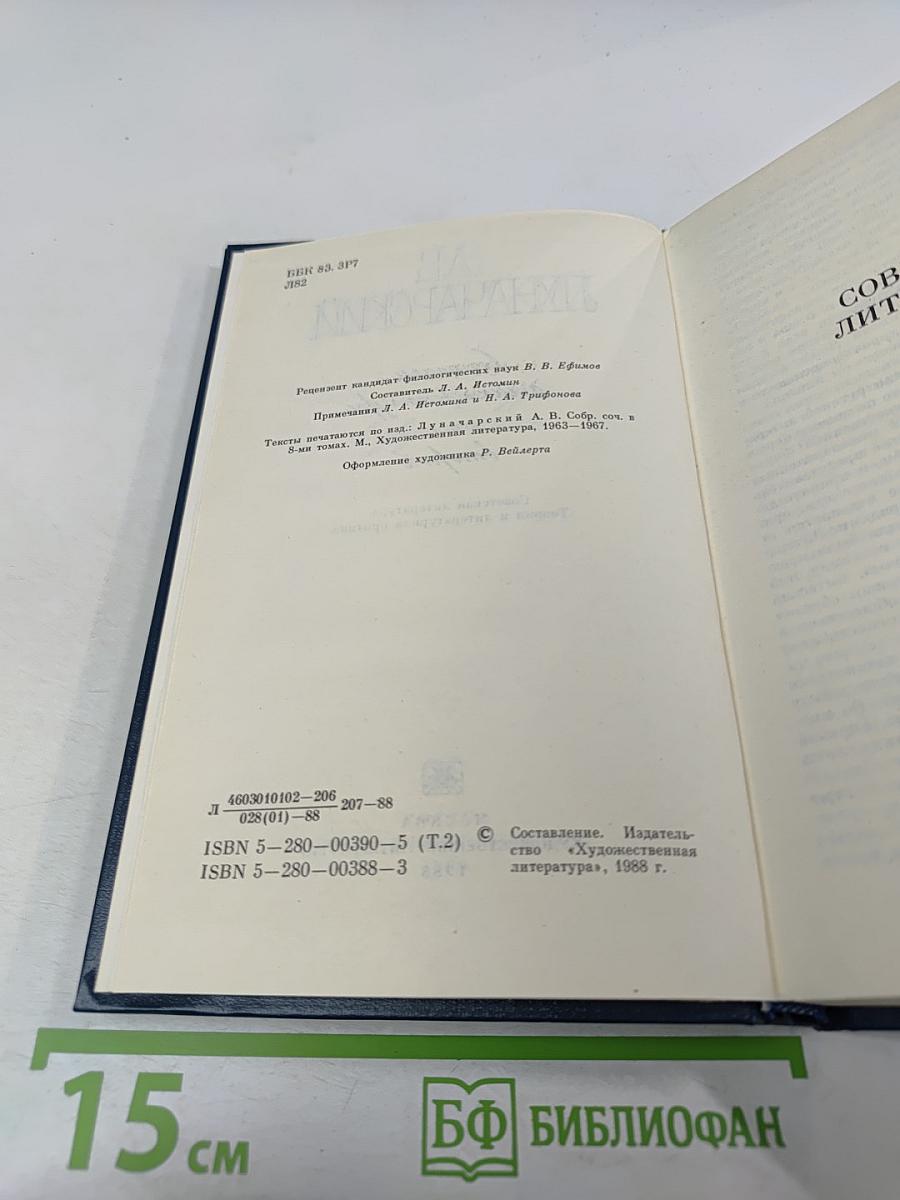 ББК 83. 3Р7
Л82
Рецензент кандидат филологических наук В. В. Ефимов
Составитель Л. А. Истомин
Примечания Л. А. Истомина и Н. А. Трифонова
Тексты печатаются по изд.: Луначарский А. В. Собр. соч. в
8-ми томах. М., Художественная литература, 1963—1967.
Оформление художника Р. Вейлерта
Л 4603010102—206 207—88
028(01)—88
ISBN 5—280—00390—5 (Т.2)
ISBN 5—280—00388—3
© Составление. Издатель-
ство «Художественная
литература», 1988 г.
СОВ
ЛИТ
15 см
БФ БИБЛИОФАН